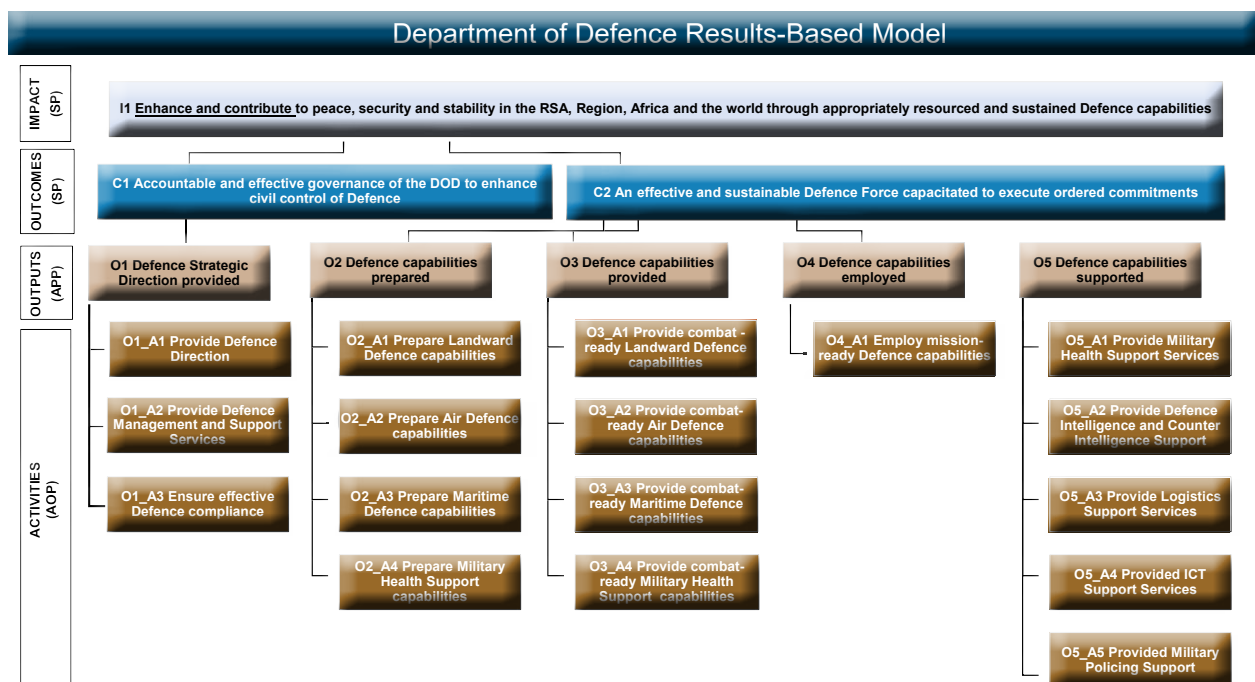 Department of Defence Results-Based Model
IMPACT
(SP)
I1 Enhance and contribute to peace, security and stability in the RSA, Region, Africa and the world through appropriately resourced and sustained Defence capabilities
OUTCOMES
(SP)
C1 Accountable and effective governance of the DOD to enhance
civil control of Defence
C2 An effective and sustainable Defence Force capacitated to execute ordered commitments
OUTPUTS
(APP)
O1 Defence Strategic
Direction provided
O2 Defence capabilities
prepared
O3 Defence capabilities
provided
O4 Defence capabilities
employed
O5 Defence capabilities
supported
ACTIVITIES
(AOP)
O1_A1 Provide Defence
Direction
O1_A2 Provide Defence
Management and Support
Services
O1_A3 Ensure effective
Defence compliance
O2_A1 Prepare Landward
Defence capabilities
O2_A2 Prepare Air Defence
capabilities
O2_A3 Prepare Maritime
Defence capabilities
O2_A4 Prepare Military
Health Support
capabilities
O3_A1 Provide combat -
ready Landward Defence
capabilities
O3_A2 Provide combat-
ready Air Defence
capabilities
O3_A3 Provide combat-
ready Maritime Defence
capabilities
O3_A4 Provide combat-
ready Military Health
Support capabilities
O4_A1 Employ mission-
ready Defence capabilities
O5_A1 Provide Military
Health Support Services
O5_A2 Provide Defence
Intelligence and Counter
Intelligence Support
O5_A3 Provide Logistics
Support Services
O5_A4 Provided ICT
Support Services
O5_A5 Provided Military
Policing Support